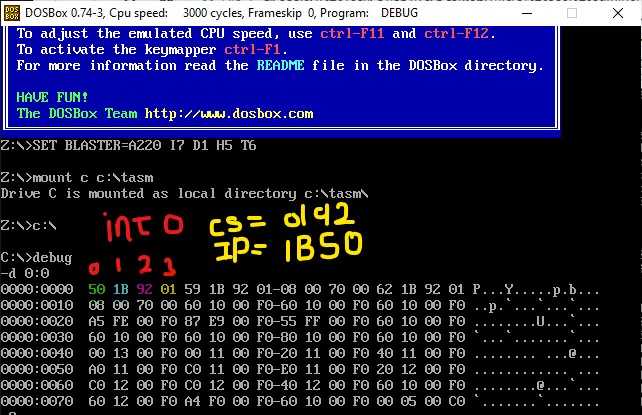 DOSBox 0.74-3, Cpu speed:    3000 cycles, Frameskip  0, Program:    DEBUG
To adjust the emulated CPU speed, use ctrl-F11 and ctrl-F12.
To activate the keymapper ctrl-F1.
For more information read the README file in the DOSBox directory.
HAVE FUN!
The DOSBox Team http://www.dosbox.com
Z:\>SET BLASTER=A220 I7 D1 H5 T6
Z:\>mount c c:\tasm
Drive C is mounted as local directory c:\tasm\
Z:\>c:\
int 0
CS= 0192
IP= 1B50
C:\>debug
0 1 2 3
-d 0:0
0000:0000  50 1B 92 01 59 1B 92 01-08 00 70 00 62 1B 92 01  P...Y.....p.b...
0000:0010  08 00 70 00 60 10 00 F0-60 10 00 F0 60 10 00 F0  ..p.`...`...`...
0000:0020  A5 FE 00 F0 87 E9 00 F0-55 FF 00 F0 60 10 00 F0  ........U...`...
0000:0030  60 10 00 F0 60 10 00 F0-80 10 00 F0 60 10 00 F0  `...`.......`...
0000:0040  00 13 00 F0 00 11 00 F0-20 11 00 F0 40 11 00 F0  ........ ...@...
0000:0050  A0 11 00 F0 C0 11 00 F0-E0 11 00 F0 20 12 00 F0  ............ ...
0000:0060  C0 12 00 F0 C0 12 00 F0-40 12 00 F0 60 10 00 F0  ........@...`...
0000:0070  60 12 00 F0 A4 F0 00 F0-60 10 00 F0 00 05 00 C0  `.......`.......